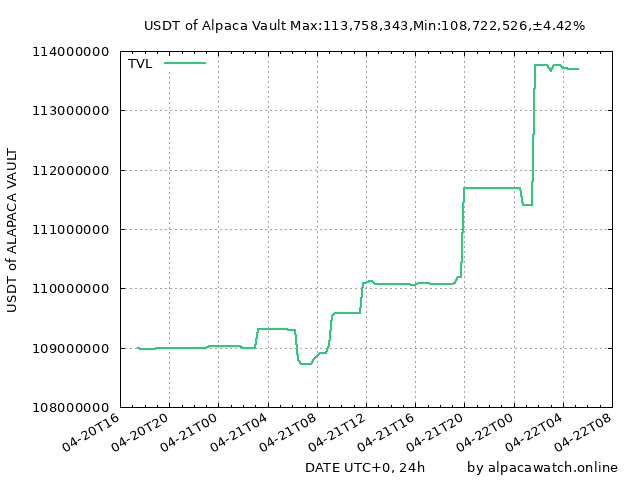 USDT of Alpaca Vault Max:113,758,343,Min:108,722,526,±4.42%
114000000
TVL
113000000
112000000
111000000
110000000
109000000
108000000
USDT of ALAPACA VAULT
04-20T16
04-20T20
04-21T00
04-21T04
04-21T08
04-21T12
04-21T16
04-21T20
04-22T00
04-22T04
04-22T08
DATE UTC+0, 24h
by alpacawatch.online